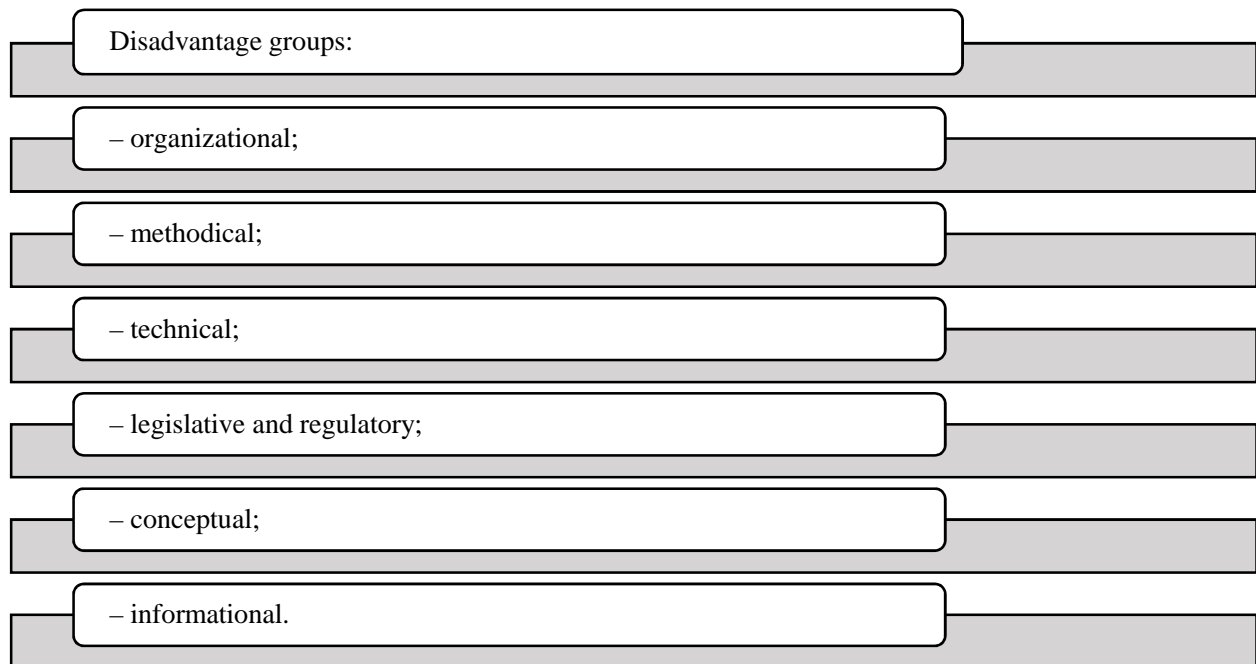 Disadvantage groups:
– organizational;
– methodical;
– technical;
– legislative and regulatory;
– conceptual;
– informational.